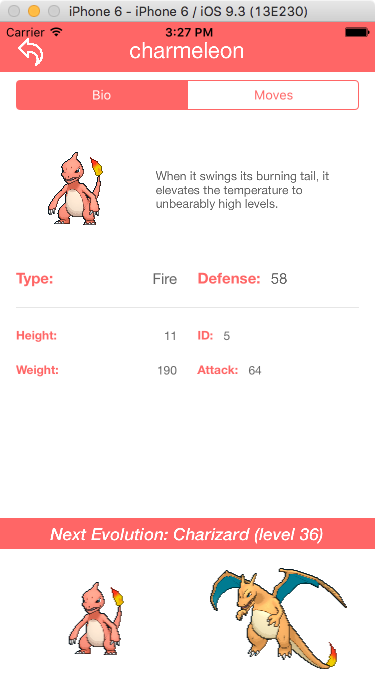 iPhone 6 - iPhone 6 / iOS 9.3 (13E230)
Carrier 3:27 PM
charmeleon
Bio Moves
When it swings its burning tail, it
elevates the temperature to
unbearably high levels.
Type: Fire Defense: 58
Height: 11 ID: 5
Weight: 190 Attack: 64
Next Evolution: Charizard (level 36)